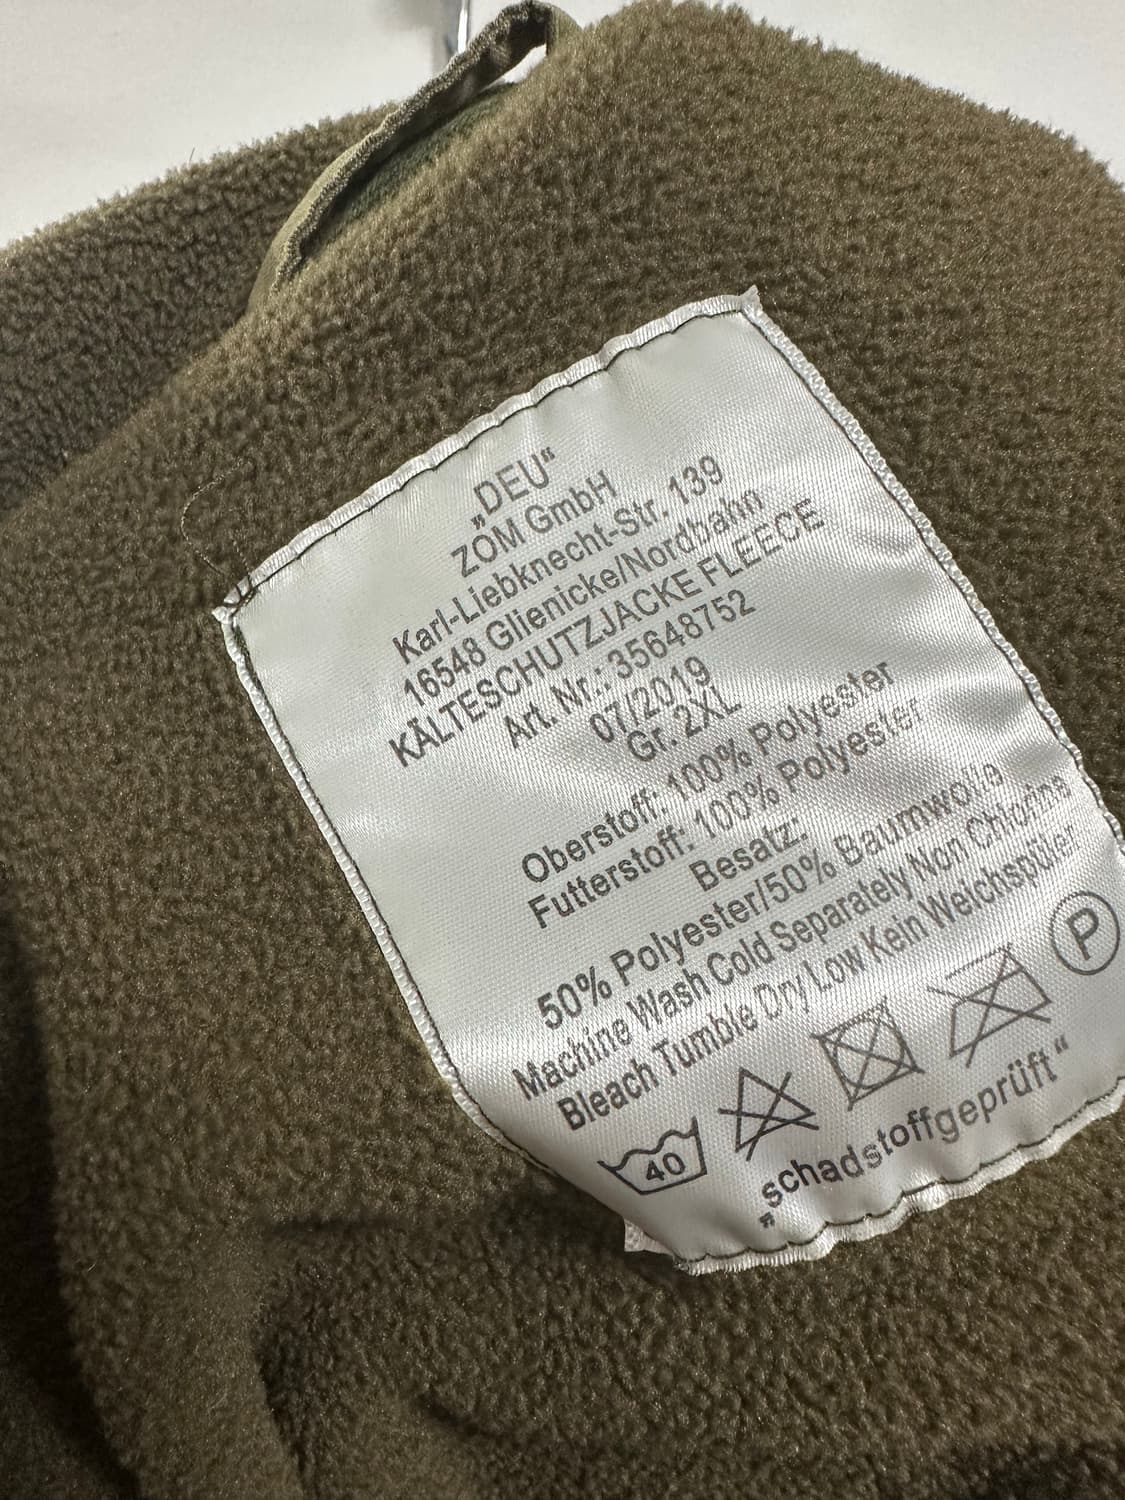 „DEU“
ZOM GmbH
Karl-Liebknecht-Str. 139
16548 Glienicke/Nordbahn
KÄLTESCHUTZJACKE FLEECE
Art. Nr.: 35648752
07/2019
Gr. 2XL
Oberstoff: 100% Polyester
Futterstoff: 100% Polyester
Besatz:
50% Polyester/50% Baumwolle
Machine Wash Cold Separately Non Chlorine
Bleach Tumble Dry Low Kein Weichspüler
40 P
„schadstoffgeprüft“